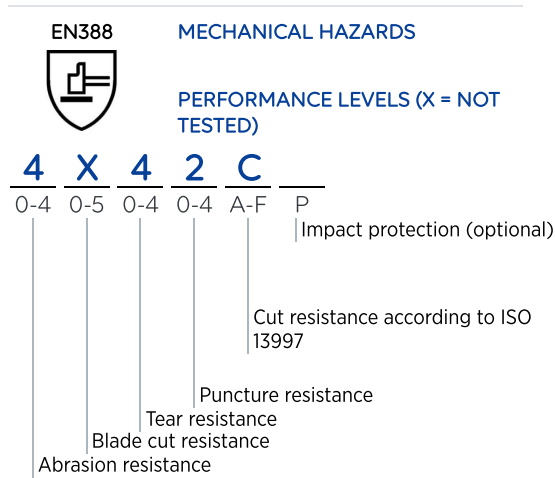 EN388
MECHANICAL HAZARDS
PERFORMANCE LEVELS (X = NOT
TESTED)
4 X 4 2 C
0-4 0-5 0-4 0-4 A-F P
Impact protection (optional)
Cut resistance according to ISO
13997
Puncture resistance
Tear resistance
Blade cut resistance
Abrasion resistance